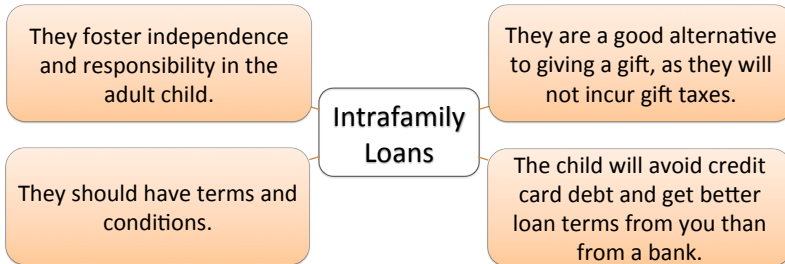 They foster independence
and responsibility in the
adult child.
They are a good alternative
to giving a gift, as they will
not incur gift taxes.
Intrafamily
Loans
They should have terms and
conditions.
The child will avoid credit
card debt and get better
loan terms from you than
from a bank.